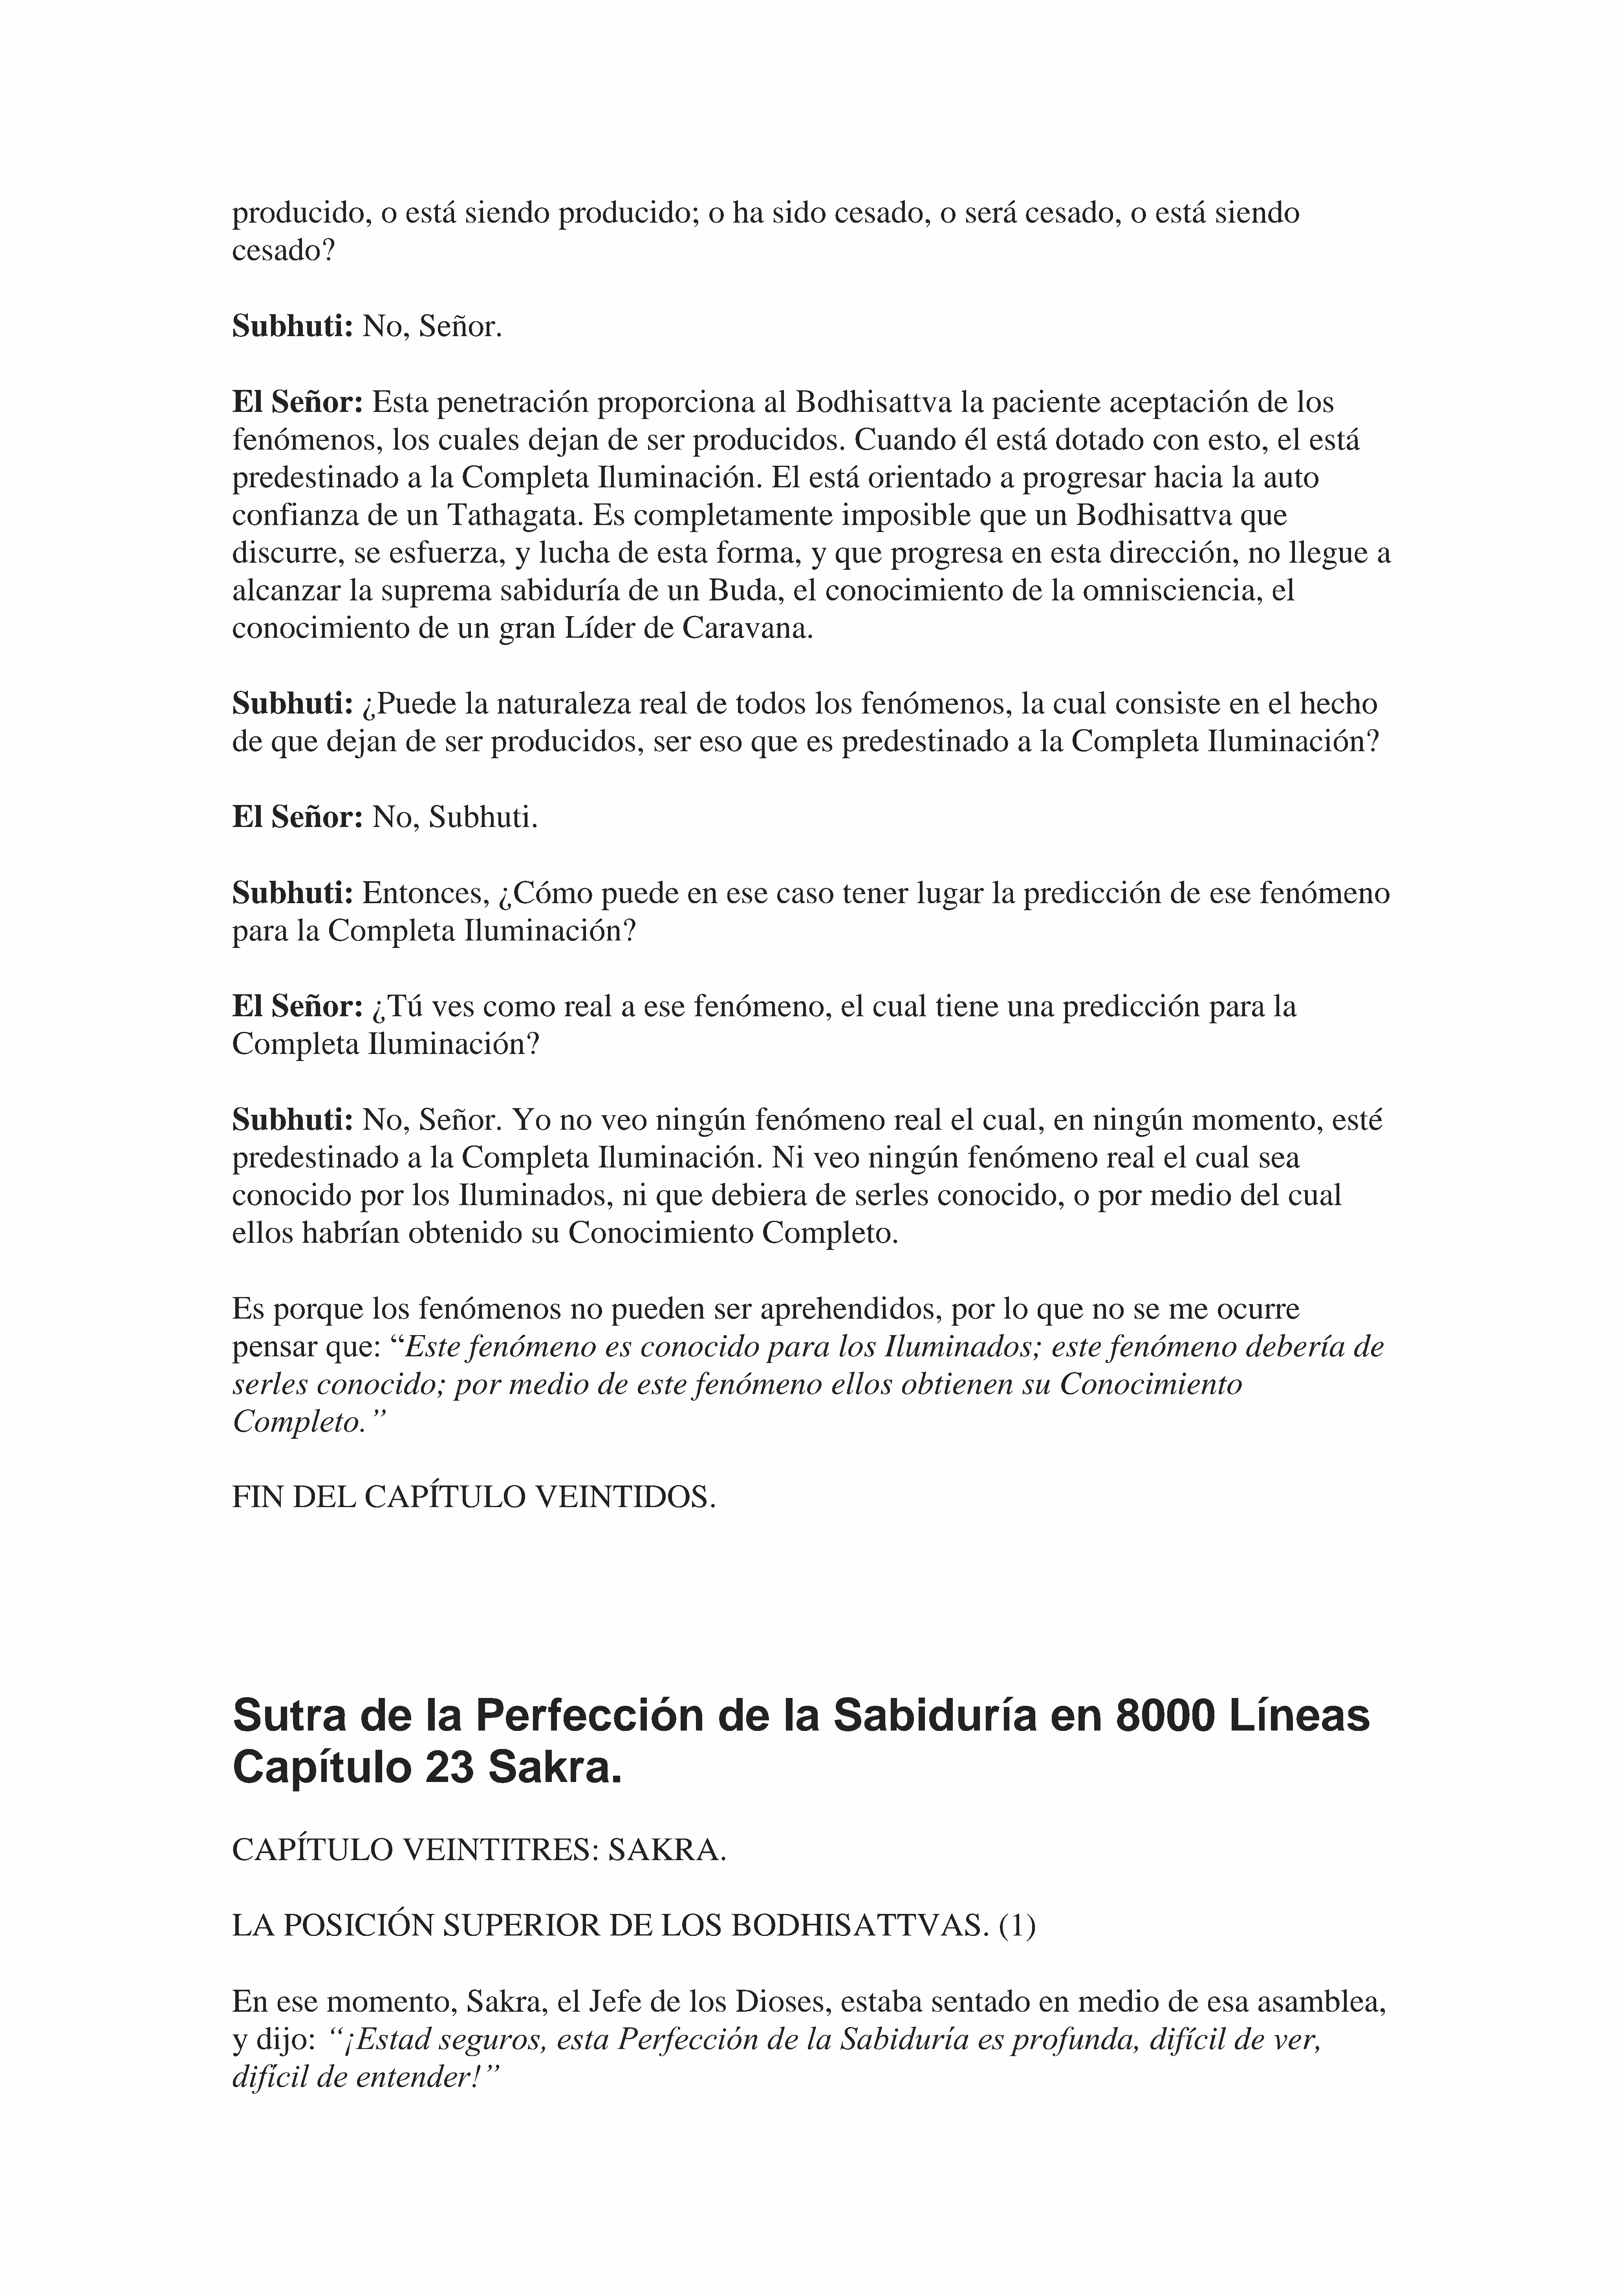 producido, o está siendo producido; o ha sido cesado, o será cesado, o está siendo
cesado?
Subhuti: No, Señor.
El Señor: Esta penetración proporciona al Bodhisattva la paciente aceptación de los
fenómenos, los cuales dejan de ser producidos. Cuando él está dotado con esto, el está
predestinado a la Completa Iluminación. El está orientado a progresar hacia la auto
confianza de un Tathagata. Es completamente imposible que un Bodhisattva que
discurre, se esfuerza, y lucha de esta forma, y que progresa en esta dirección, no llegue a
alcanzar la suprema sabiduría de un Buda, el conocimiento de la omnisciencia, el
conocimiento de un gran Líder de Caravana.
Subhuti: ¿Puede la naturaleza real de todos los fenómenos, la cual consiste en el hecho
de que dejan de ser producidos, ser eso que es predestinado a la Completa Iluminación?
El Señor: No, Subhuti.
Subhuti: Entonces, ¿Cómo puede en ese caso tener lugar la predicción de ese fenómeno
para la Completa Iluminación?
El Señor: ¿Tú ves como real a ese fenómeno, el cual tiene una predicción para la
Completa Iluminación?
Subhuti: No, Señor. Yo no veo ningún fenómeno real el cual, en ningún momento, esté
predestinado a la Completa Iluminación. Ni veo ningún fenómeno real el cual sea
conocido por los Iluminados, ni que debiera de serles conocido, o por medio del cual
ellos habrían obtenido su Conocimiento Completo.
Es porque los fenómenos no pueden ser aprehendidos, por lo que no se me ocurre
pensar que: “Este fenómeno es conocido para los Iluminados; este fenómeno debería de
serles conocido; por medio de este fenómeno ellos obtienen su Conocimiento
Completo.”
FIN DEL CAPÍTULO VEINTIDOS.
Sutra de la Perfección de la Sabiduría en 8000 Líneas
Capítulo 23 Sakra.
CAPÍTULO VEINTITRES: SAKRA.
LA POSICIÓN SUPERIOR DE LOS BODHISATTVAS. (1)
En ese momento, Sakra, el Jefe de los Dioses, estaba sentado en medio de esa asamblea,
y dijo: “¡Estad seguros, esta Perfección de la Sabiduría es profunda, difícil de ver,
difícil de entender!”